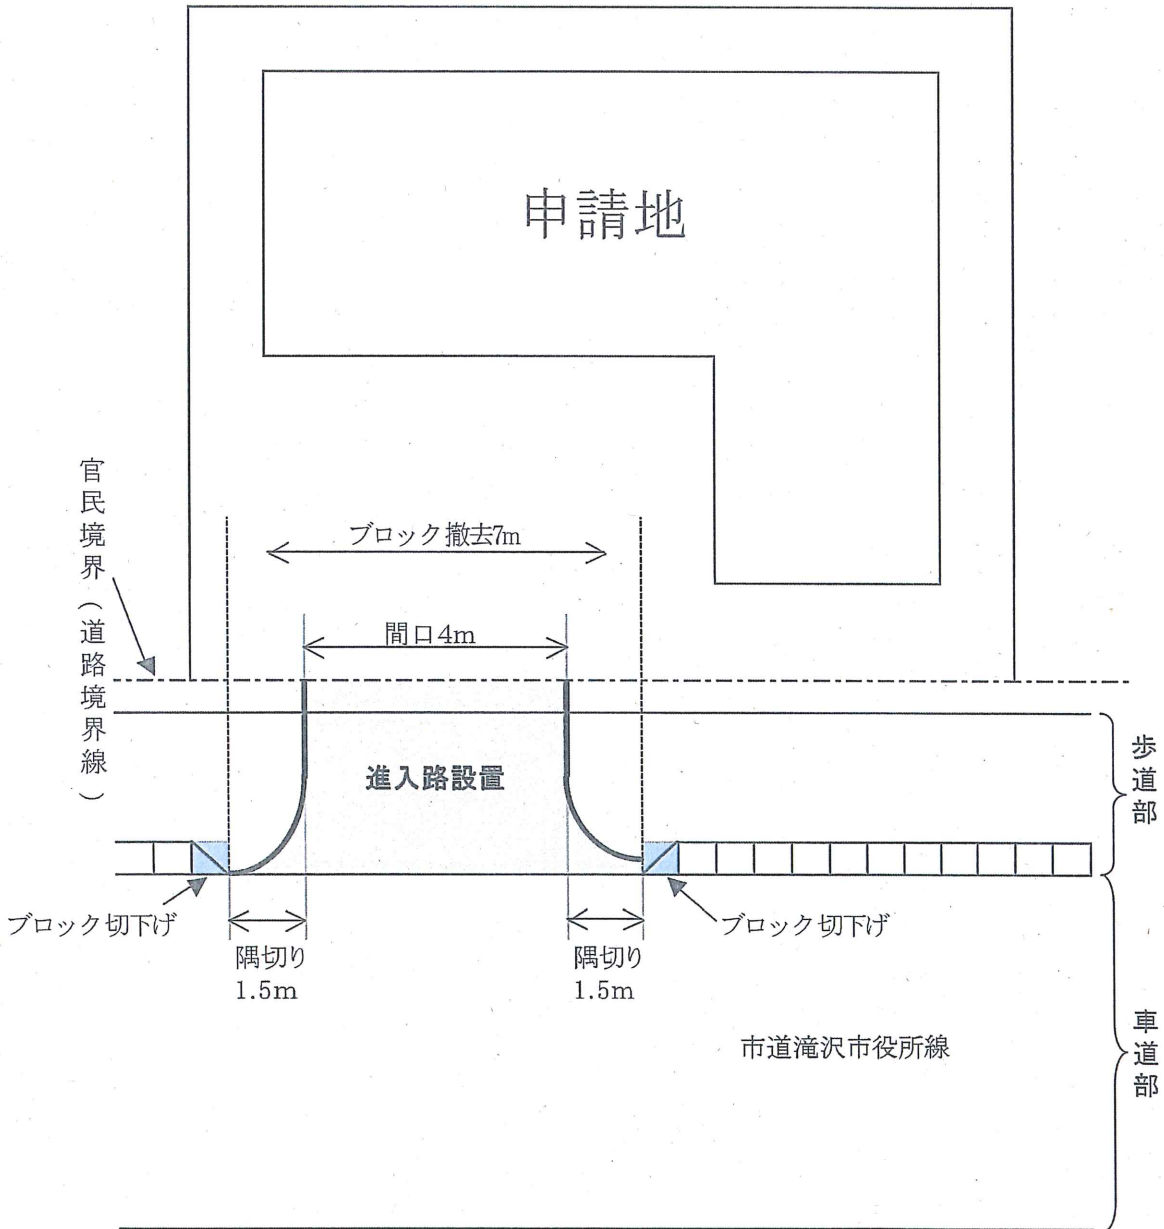 申請地
官民境界(道路境界線)
ブロック撤去7m
間口4m
進入路設置
歩道部
ブロック切下げ
ブロック切下げ
隅切り
1.5m
隅切り
1.5m
市道滝沢市役所線
車道部